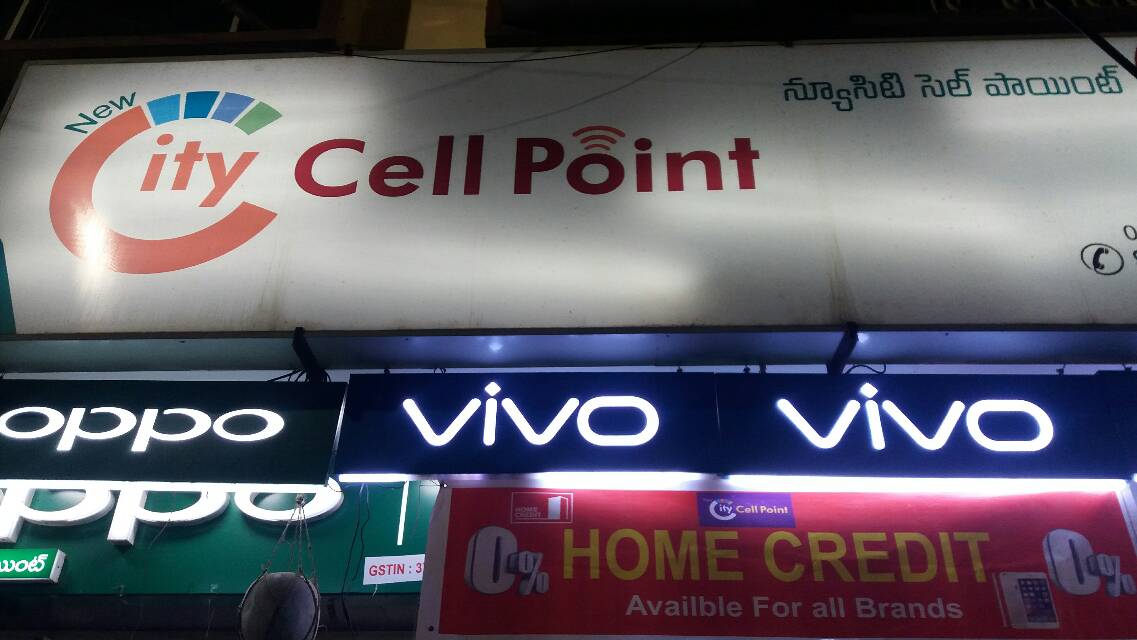 New City Cell Point
న్యూసిటి సెల్ పాయింట్
oppo
vivo
vivo
oppo
GSTIN : 3
HOME CREDIT
City Cell Point
0% HOME CREDIT 0%
Availble For all Brands